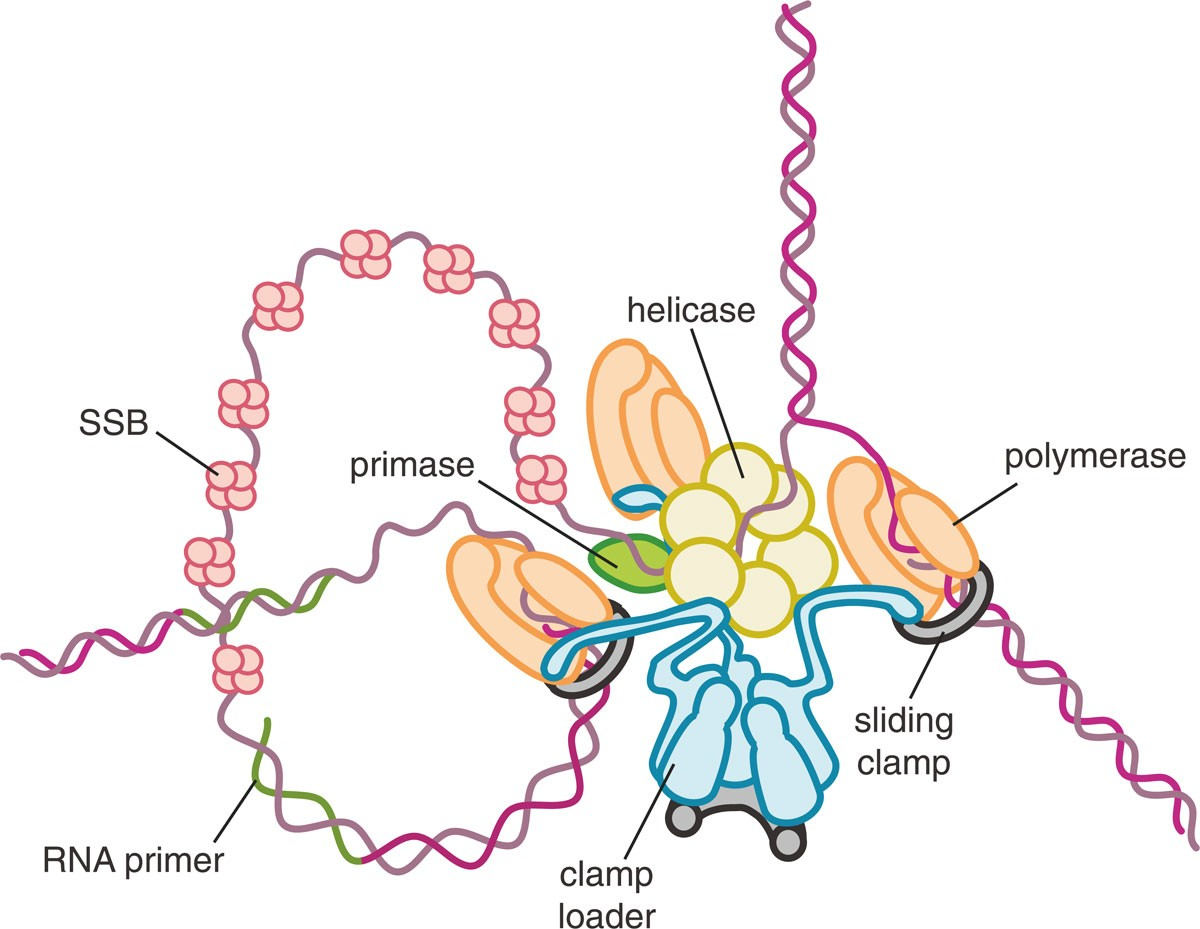 helicase
SSB
primase
polymerase
sliding
clamp
RNA primer
clamp
loader